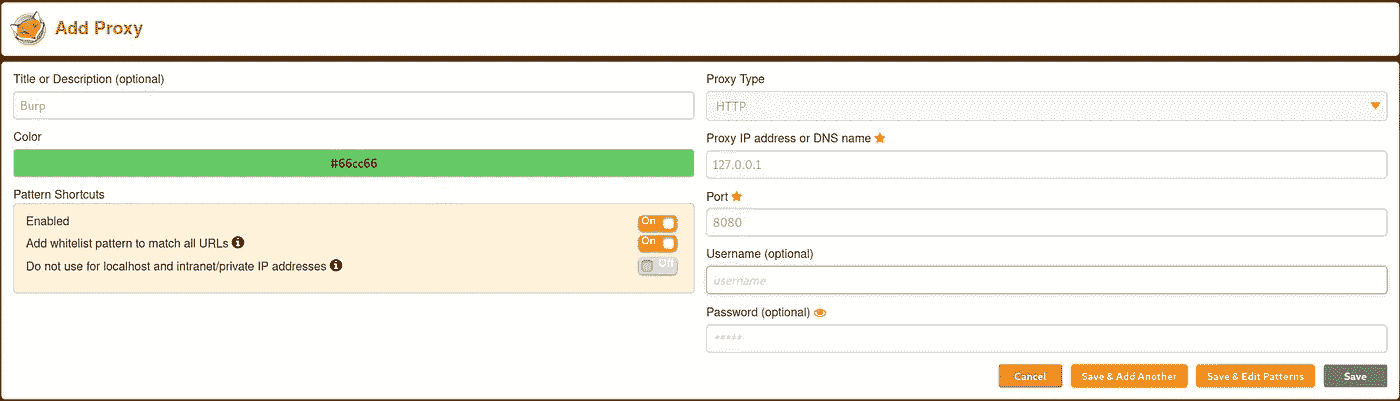 Add Proxy
Title or Description (optional)
Burp
Color
#66cc66
Pattern Shortcuts
Enabled
On
Add whitelist pattern to match all URLs
On
Do not use for localhost and intranet/private IP addresses
Off
Proxy Type
HTTP
Proxy IP address or DNS name
127.0.0.1
Port
8080
Username (optional)
username
Password (optional)
*****
Cancel
Save & Add Another
Save & Edit Patterns
Save